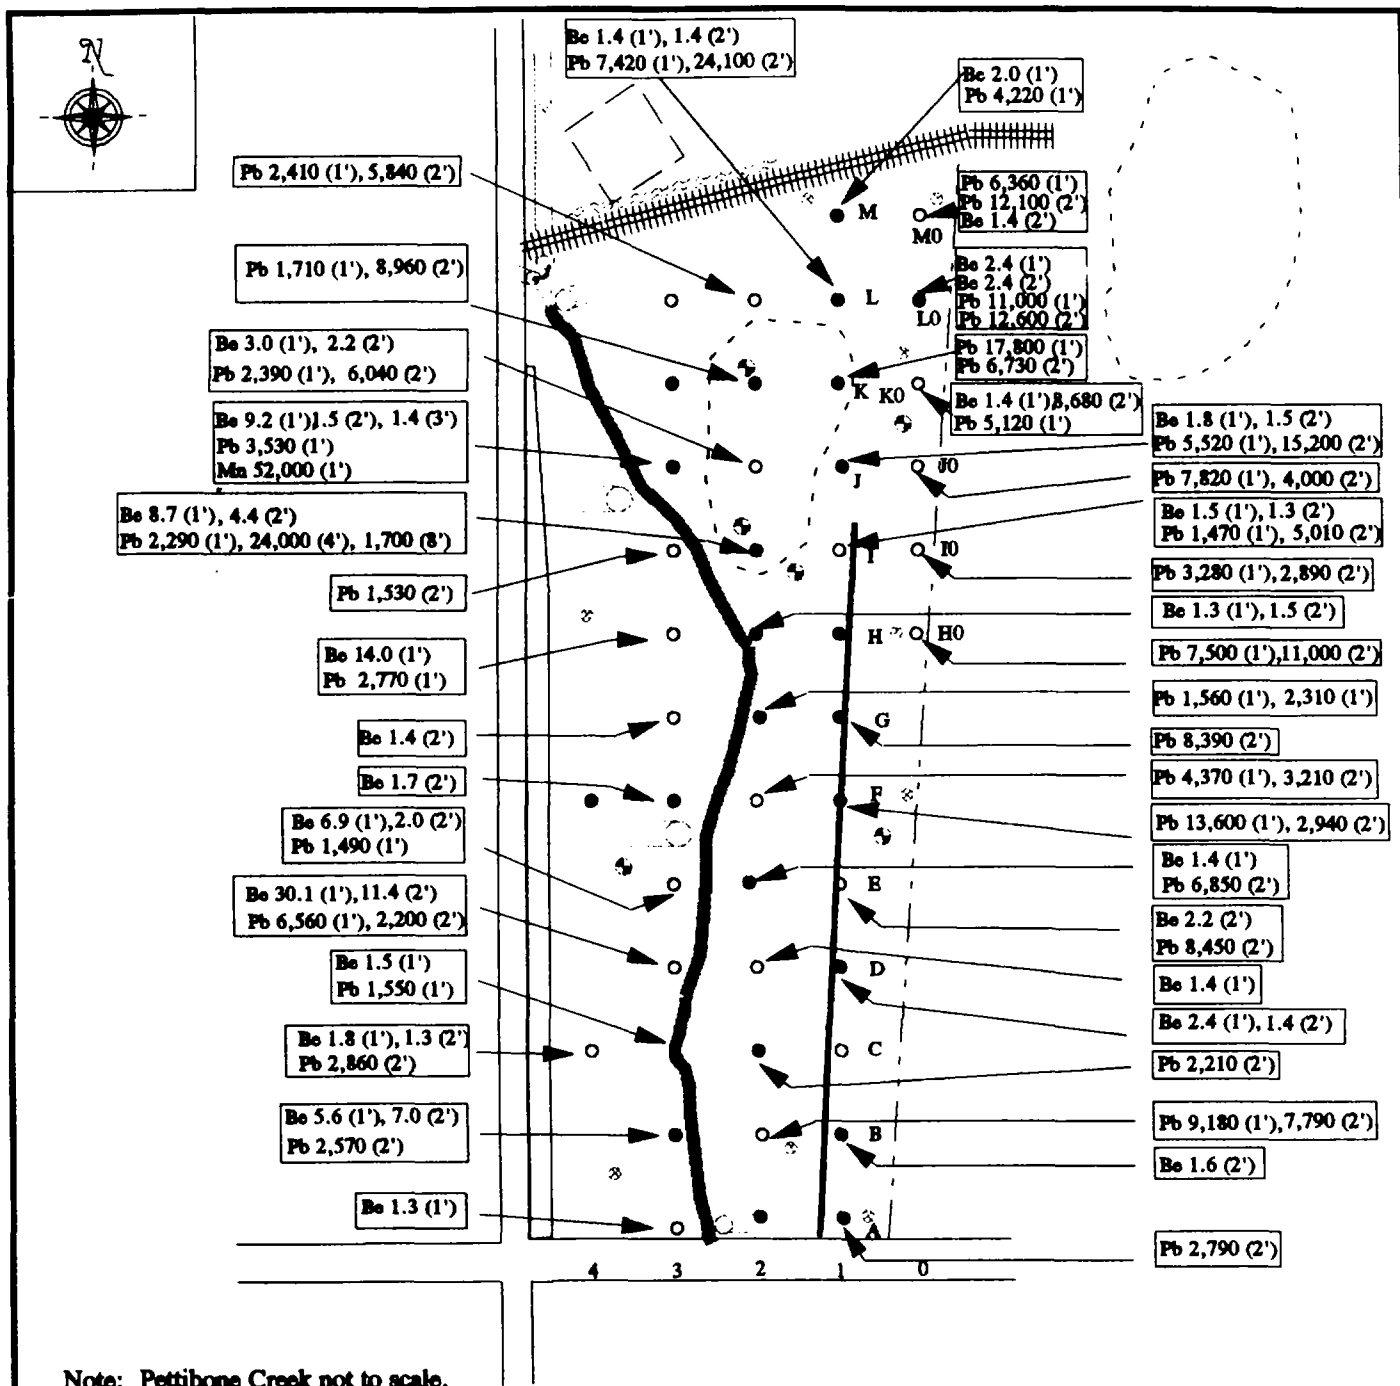 N
Be 1.4 (1'), 1.4 (2')
Pb 7,420 (1'), 24,100 (2')
Be 2.0 (1')
Pb 4,220 (1')
Pb 2,410 (1'), 5,840 (2')
Pb 6,360 (1')
Pb 12,100 (2')
Be 1.4 (2')
M
M0
Pb 1,710 (1'), 8,960 (2')
Be 2.4 (1')
Be 2.4 (2')
Pb 11,000 (1')
Pb 12,600 (2')
L
L0
Be 3.0 (1'), 2.2 (2')
Pb 2,390 (1'), 6,040 (2')
Pb 17,800 (1')
Pb 6,730 (2')
K
K0
Be 1.4 (1'),8,680 (2')
Pb 5,120 (1')
Be 9.2 (1'),1.5 (2'), 1.4 (3')
Pb 3,530 (1')
Mn 52,000 (1')
Be 1.8 (1'), 1.5 (2')
Pb 5,520 (1'), 15,200 (2')
J
J0
Pb 7,820 (1'), 4,000 (2')
Be 8.7 (1'), 4.4 (2')
Pb 2,290 (1'), 24,000 (4'), 1,700 (8')
Be 1.5 (1'), 1.3 (2')
Pb 1,470 (1'), 5,010 (2')
I
I0
Pb 3,280 (1'), 2,890 (2')
Pb 1,530 (2')
Be 1.3 (1'), 1.5 (2')
H
H0
Be 14.0 (1')
Pb 2,770 (1')
Pb 7,500 (1'),11,000 (2')
Pb 1,560 (1'), 2,310 (1')
G
Be 1.4 (2')
Pb 8,390 (2')
Be 1.7 (2')
Pb 4,370 (1'), 3,210 (2')
F
Be 6.9 (1'),2.0 (2')
Pb 1,490 (1')
Pb 13,600 (1'), 2,940 (2')
Be 1.4 (1')
Pb 6,850 (2')
E
Be 30.1 (1'),11.4 (2')
Pb 6,560 (1'), 2,200 (2')
Be 2.2 (2')
Pb 8,450 (2')
D
Be 1.5 (1')
Pb 1,550 (1')
Be 1.4 (1')
Be 2.4 (1'), 1.4 (2')
Be 1.8 (1'), 1.3 (2')
Pb 2,860 (2')
C
Pb 2,210 (2')
Be 5.6 (1'), 7.0 (2')
Pb 2,570 (2')
Pb 9,180 (1'),7,790 (2')
B
Be 1.6 (2')
Be 1.3 (1')
A
Pb 2,790 (2')
4 3 2 1 0
Note: Pettibone Creek not to scale.